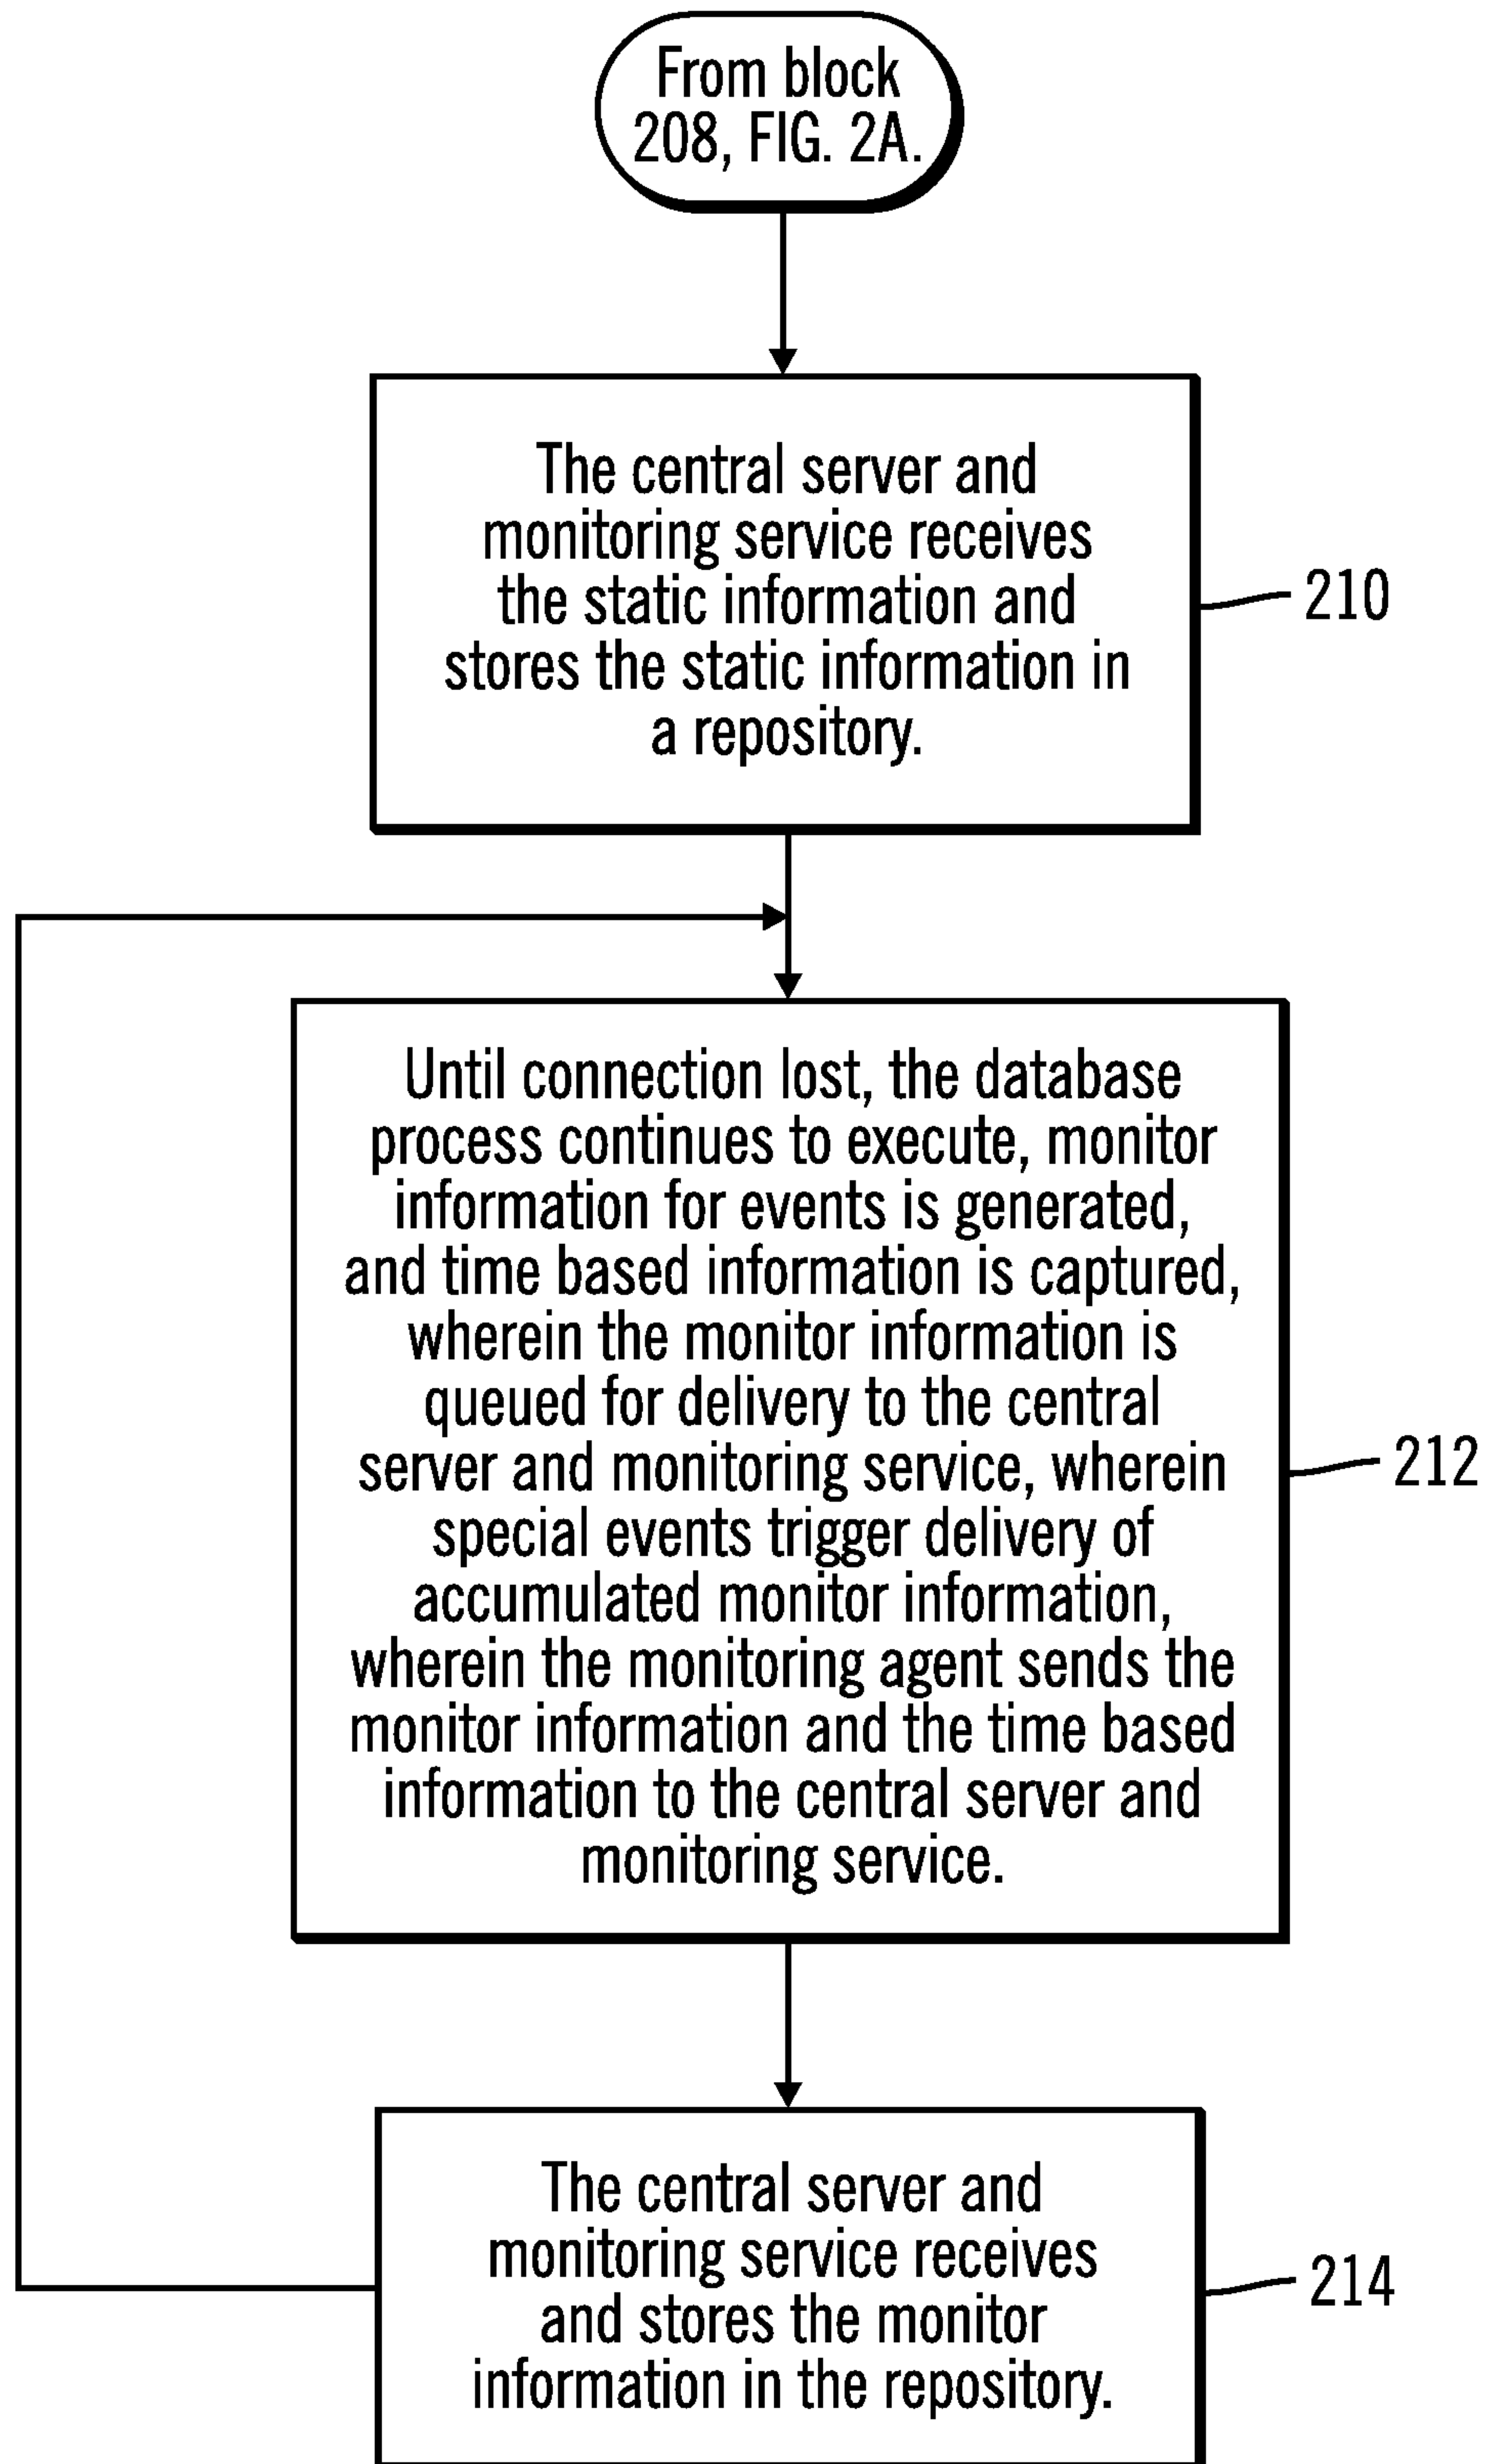 From block
208, FIG. 2A.
The central server and
monitoring service receives
the static information and
stores the static information in
a repository.
210
Until connection lost, the database
process continues to execute, monitor
information for events is generated,
and time based information is captured,
wherein the monitor information is
queued for delivery to the central
server and monitoring service, wherein
special events trigger delivery of
accumulated monitor information,
wherein the monitoring agent sends the
monitor information and the time based
information to the central server and
monitoring service.
212
The central server and
monitoring service receives
and stores the monitor
information in the repository.
214